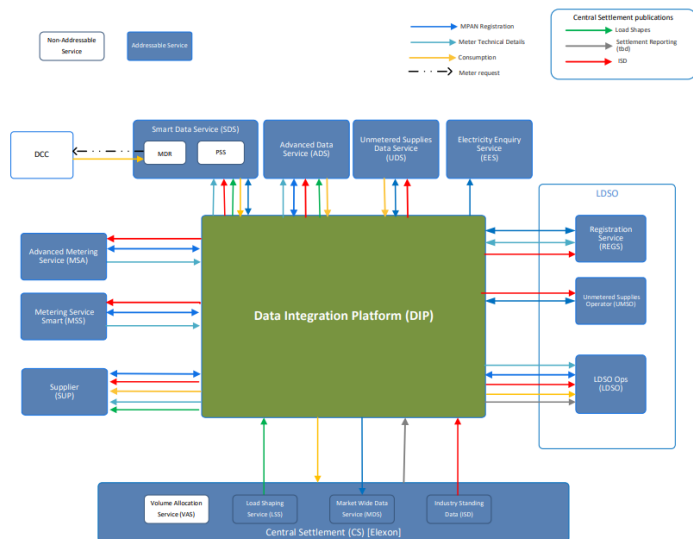 Non-Addressable
Service
Addressable Service
MPAN Registration
Meter Technical Details
Consumption
Meter request
Central Settlement publications
Load Shapes
Settlement Reporting
(tbd)
ISD
DCC
Smart Data Service (SDS)
MDR
PSS
Advanced Data
Service (ADS)
Unmetered Supplies
Data Service
(UDS)
Electricity Enquiry
Service
(EES)
LDSO
Registration
Service
(REGS)
Unmetered Supplies
Operator (UMSO)
LDSO Ops
(LDSO)
Advanced Metering
Service (MSA)
Metering Service
Smart (MSS)
Supplier
(SUP)
Data Integration Platform (DIP)
Volume Allocation
Service (VAS)
Load Shaping
Service (LSS)
Market Wide Data
Service (MDS)
Industry Standing
Data (ISD)
Central Settlement (CS) [Elexon]